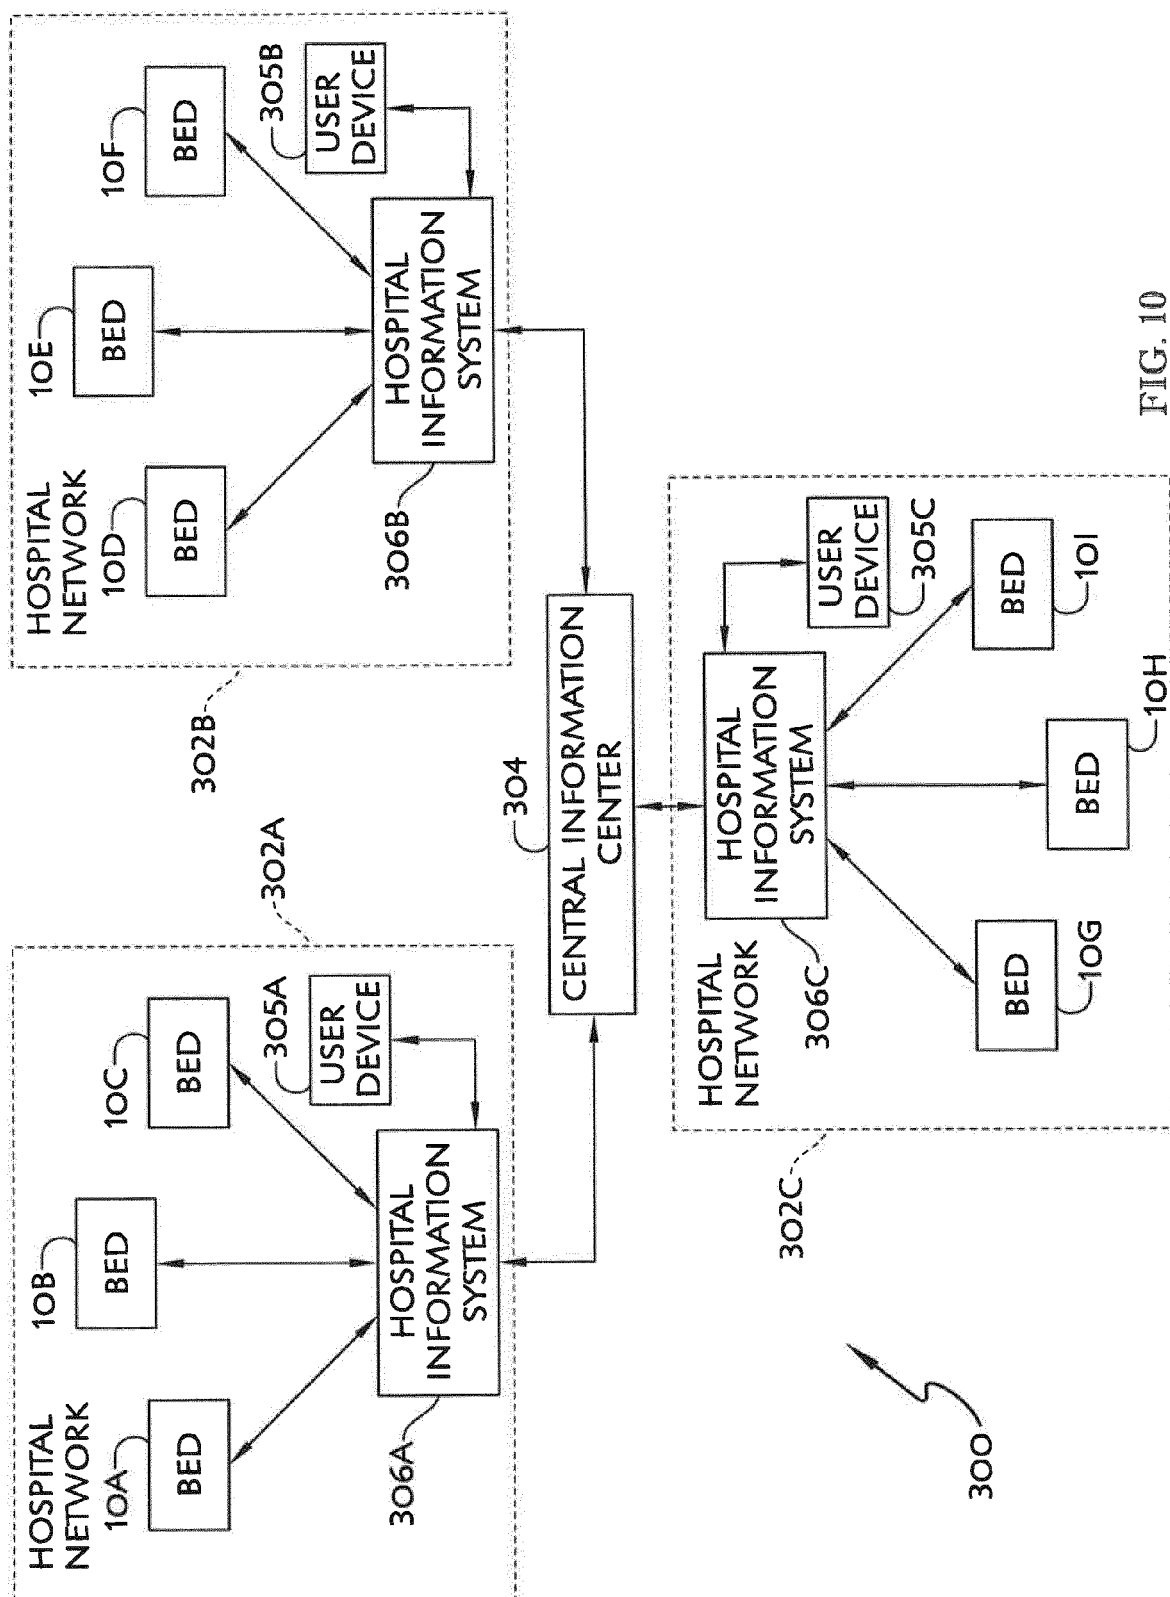 HOSPITAL
NETWORK
10A
BED
10B
BED
10C
BED
305A
USER
DEVICE
302A
HOSPITAL
INFORMATION
SYSTEM
306A
HOSPITAL
NETWORK
302B
10D
BED
10E
BED
10F
BED
305B
USER
DEVICE
HOSPITAL
INFORMATION
SYSTEM
306B
304
CENTRAL INFORMATION
CENTER
HOSPITAL
NETWORK
302C
306C
HOSPITAL
INFORMATION
SYSTEM
USER
DEVICE
305C
BED
10G
BED
10H
BED
10I
300
FIG. 10